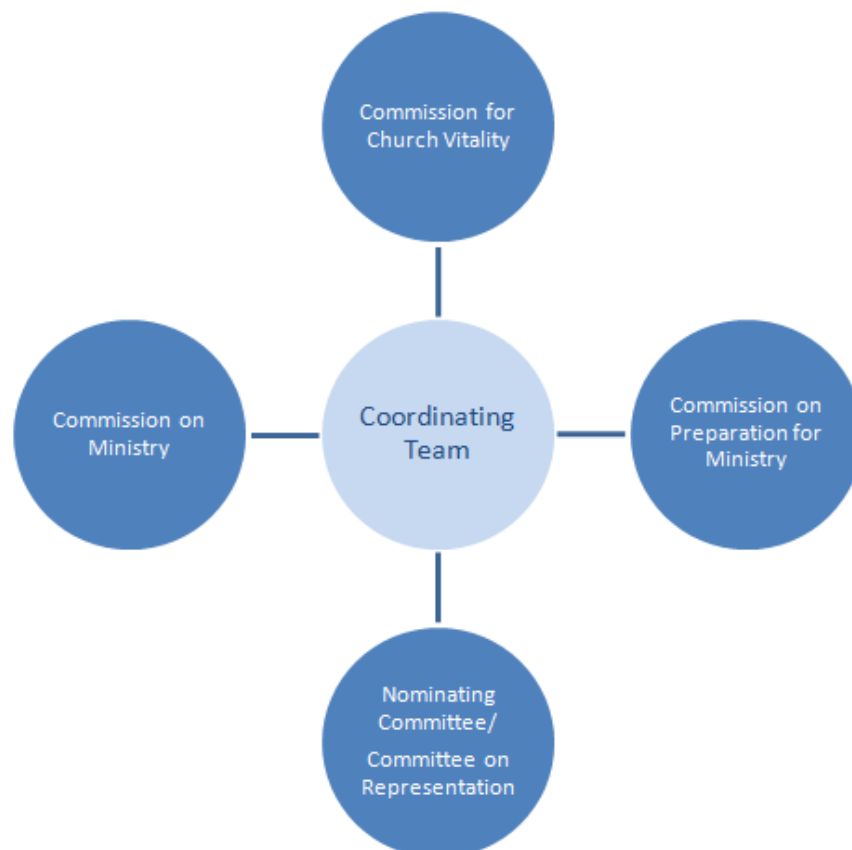 Commission for
Church Vitality
Commission on
Ministry
Coordinating
Team
Commission on
Preparation for
Ministry
Nominating
Committee/
Committee on
Representation